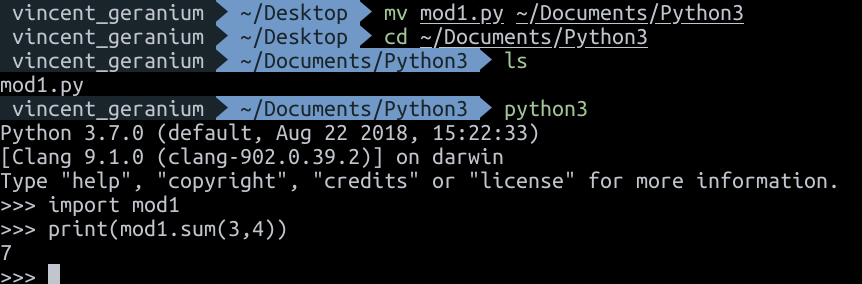 vincent_geranium ~/Desktop mv mod1.py ~/Documents/Python3
vincent_geranium ~/Desktop cd ~/Documents/Python3
vincent_geranium ~/Documents/Python3 ls
mod1.py
vincent_geranium ~/Documents/Python3 python3
Python 3.7.0 (default, Aug 22 2018, 15:22:33)
[Clang 9.1.0 (clang-902.0.39.2)] on darwin
Type "help", "copyright", "credits" or "license" for more information.
>>> import mod1
>>> print(mod1.sum(3,4))
7
>>>